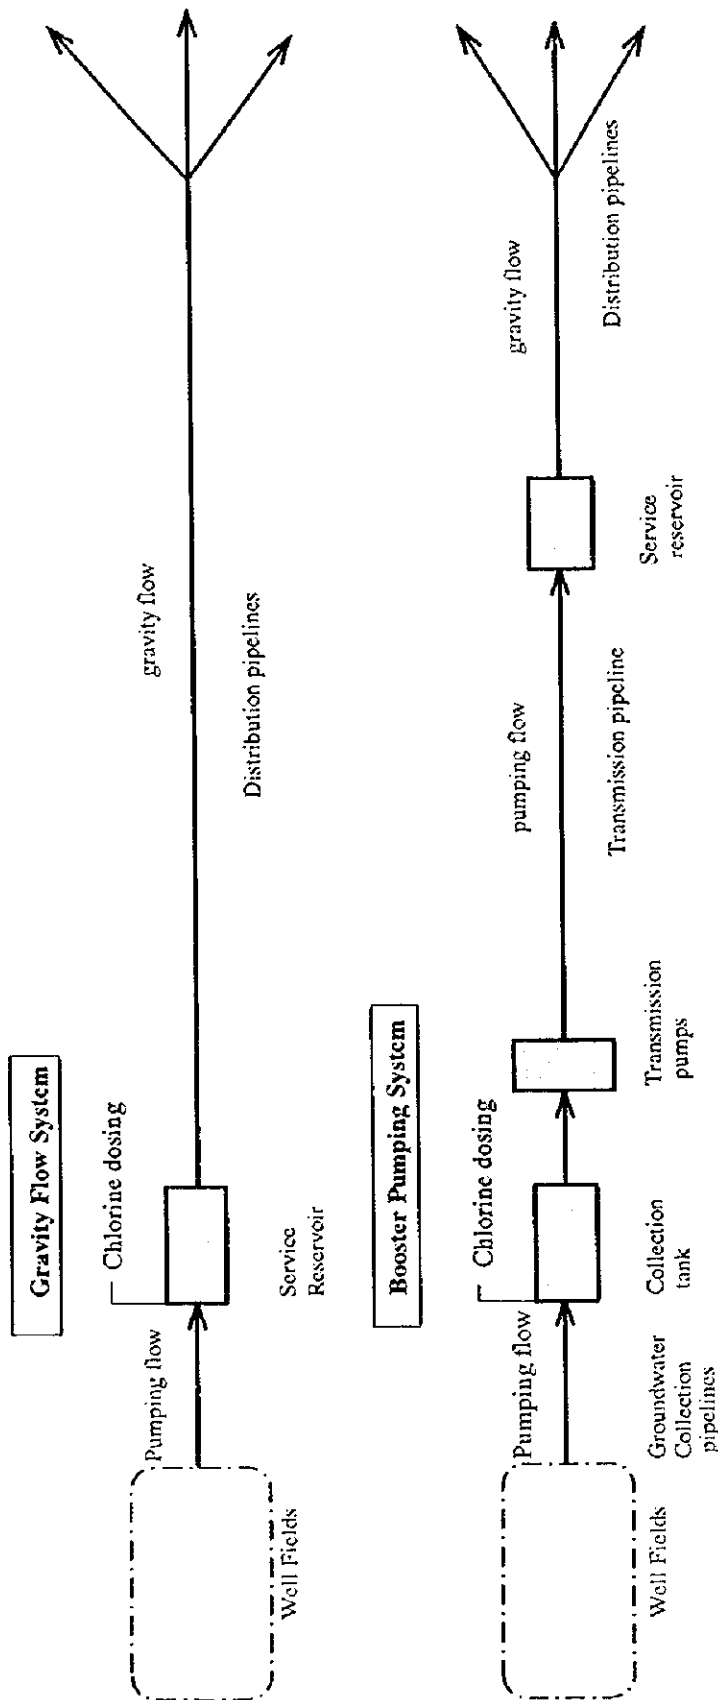 Gravity Flow System
Chlorine dosing
Pumping flow
gravity flow
Well Fields
Service
Reservoir
Distribution pipelines
Booster Pumping System
Chlorine dosing
Pumping flow
pumping flow
gravity flow
Well Fields
Groundwater
Collection
pipelines
Collection
tank
Transmission
pumps
Transmission pipeline
Service
reservoir
Distribution pipelines